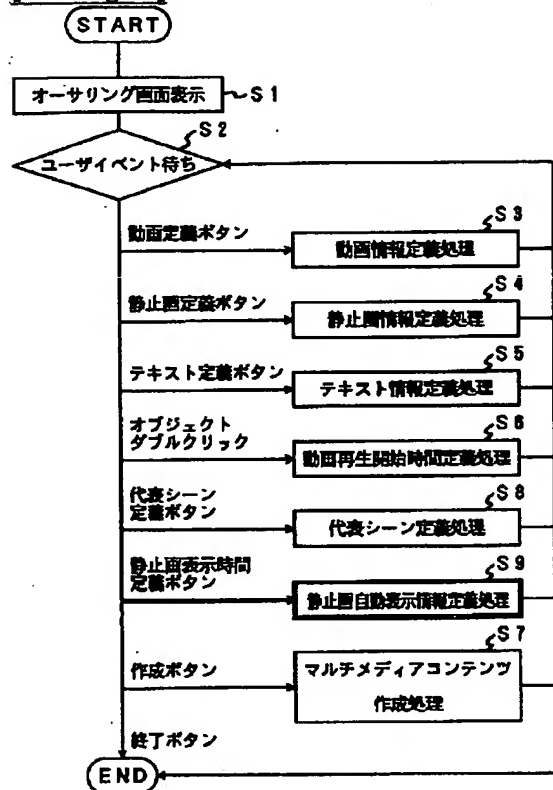 START
オーサリング画面表示
S1
S2
ユーザイベント待ち
動画定義ボタン
S3
動画情報定義処理
静止画定義ボタン
S4
静止画情報定義処理
テキスト定義ボタン
S5
テキスト情報定義処理
オブジェクト
ダブルクリック
S6
動画再生開始時間定義処理
代表シーン
定義ボタン
S8
代表シーン定義処理
静止画表示時間
定義ボタン
S9
静止画自動表示情報定義処理
作成ボタン
S7
マルチメディアコンテンツ
作成処理
終了ボタン
END